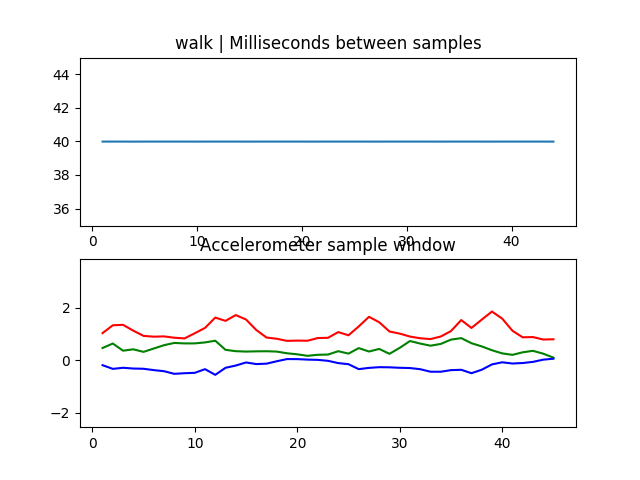 walk | Milliseconds between samples
44
42
40
38
36
0 10 20 30 40
Accelerometer sample window
2
0
−2
0 10 20 30 40